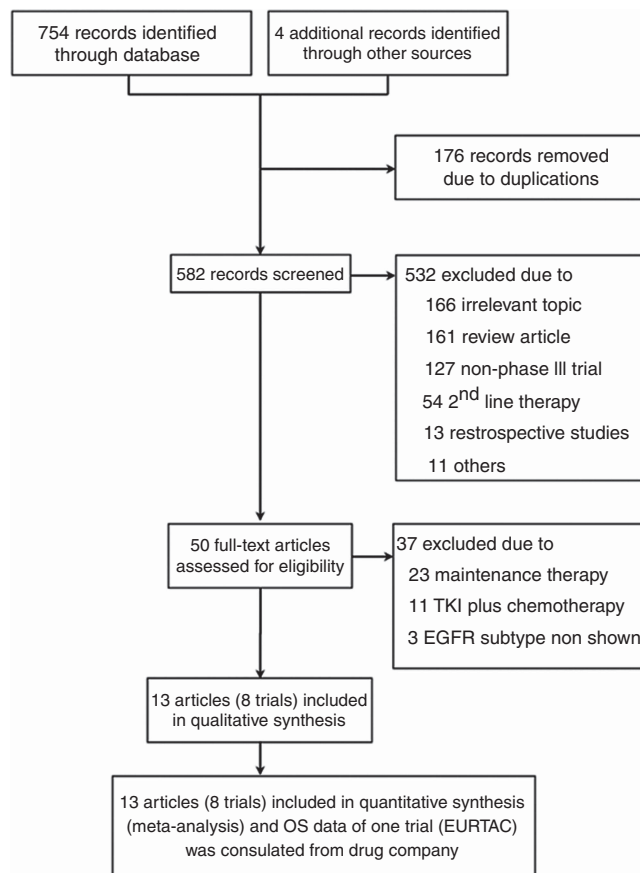 754 records identified
through database
4 additional records identified
through other sources
176 records removed
due to duplications
582 records screened
532 excluded due to
166 irrelevant topic
161 review article
127 non-phase III trial
54 2nd line therapy
13 restrospective studies
11 others
50 full-text articles
assessed for eligibility
37 excluded due to
23 maintenance therapy
11 TKI plus chemotherapy
3 EGFR subtype non shown
13 articles (8 trials) included
in qualitative synthesis
13 articles (8 trials) included in quantitative synthesis
(meta-analysis) and OS data of one trial (EURTAC)
was consulated from drug company